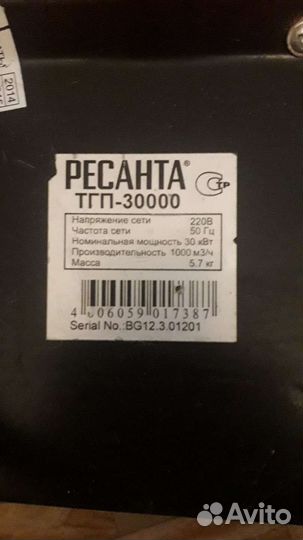 2014
РЕСАНТА®
ТГП-30000
СТР
Напряжение сети 220В
Частота сети 50 Гц
Номинальная мощность 30 кВт
Производительность 1000 м3/ч
Масса 5.7 кг
4 606059 017387
Serial No.:BG12.3.01201
Avito